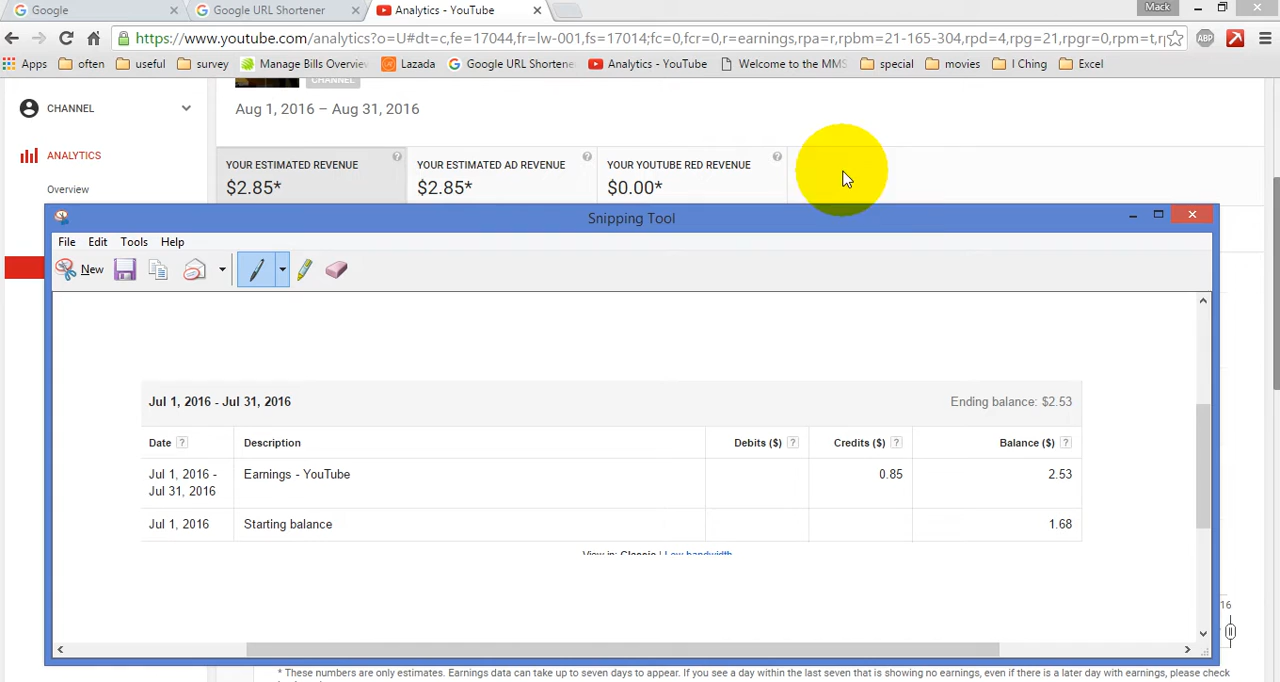 Google
Google URL Shortener
Analytics - YouTube
Mack
https://www.youtube.com/analytics?o=U#dt=c,fe=17044,fr=lw-001,fs=17014;fc=0,fcr=0,r=earnings,rpa=r,rpbm=21-165-304,rpd=4,rpg=21,rpgr=0,rpm=t,r
ABP
Apps
often
useful
survey
Manage Bills Overvie
Lazada
Google URL Shortene
Analytics - YouTube
Welcome to the MMS
special
movies
I Ching
Excel
CHANNEL
CHANNEL
Aug 1, 2016 – Aug 31, 2016
ANALYTICS
Overview
YOUR ESTIMATED REVENUE ?
$2.85*
YOUR ESTIMATED AD REVENUE ?
$2.85*
YOUR YOUTUBE RED REVENUE ?
$0.00*
Snipping Tool
File Edit Tools Help
New
Jul 1, 2016 - Jul 31, 2016 Ending balance: $2.53
Date ? Description Debits ($) ? Credits ($) ? Balance ($) ?
Jul 1, 2016 - Earnings - YouTube 0.85 2.53
Jul 31, 2016
Jul 1, 2016 Starting balance 1.68
View in: Classic | Low bandwidth
16
* These numbers are only estimates. Earnings data can take up to seven days to appear. If you see a day within the last seven that is showing no earnings, even if there is a later day with earnings, please check